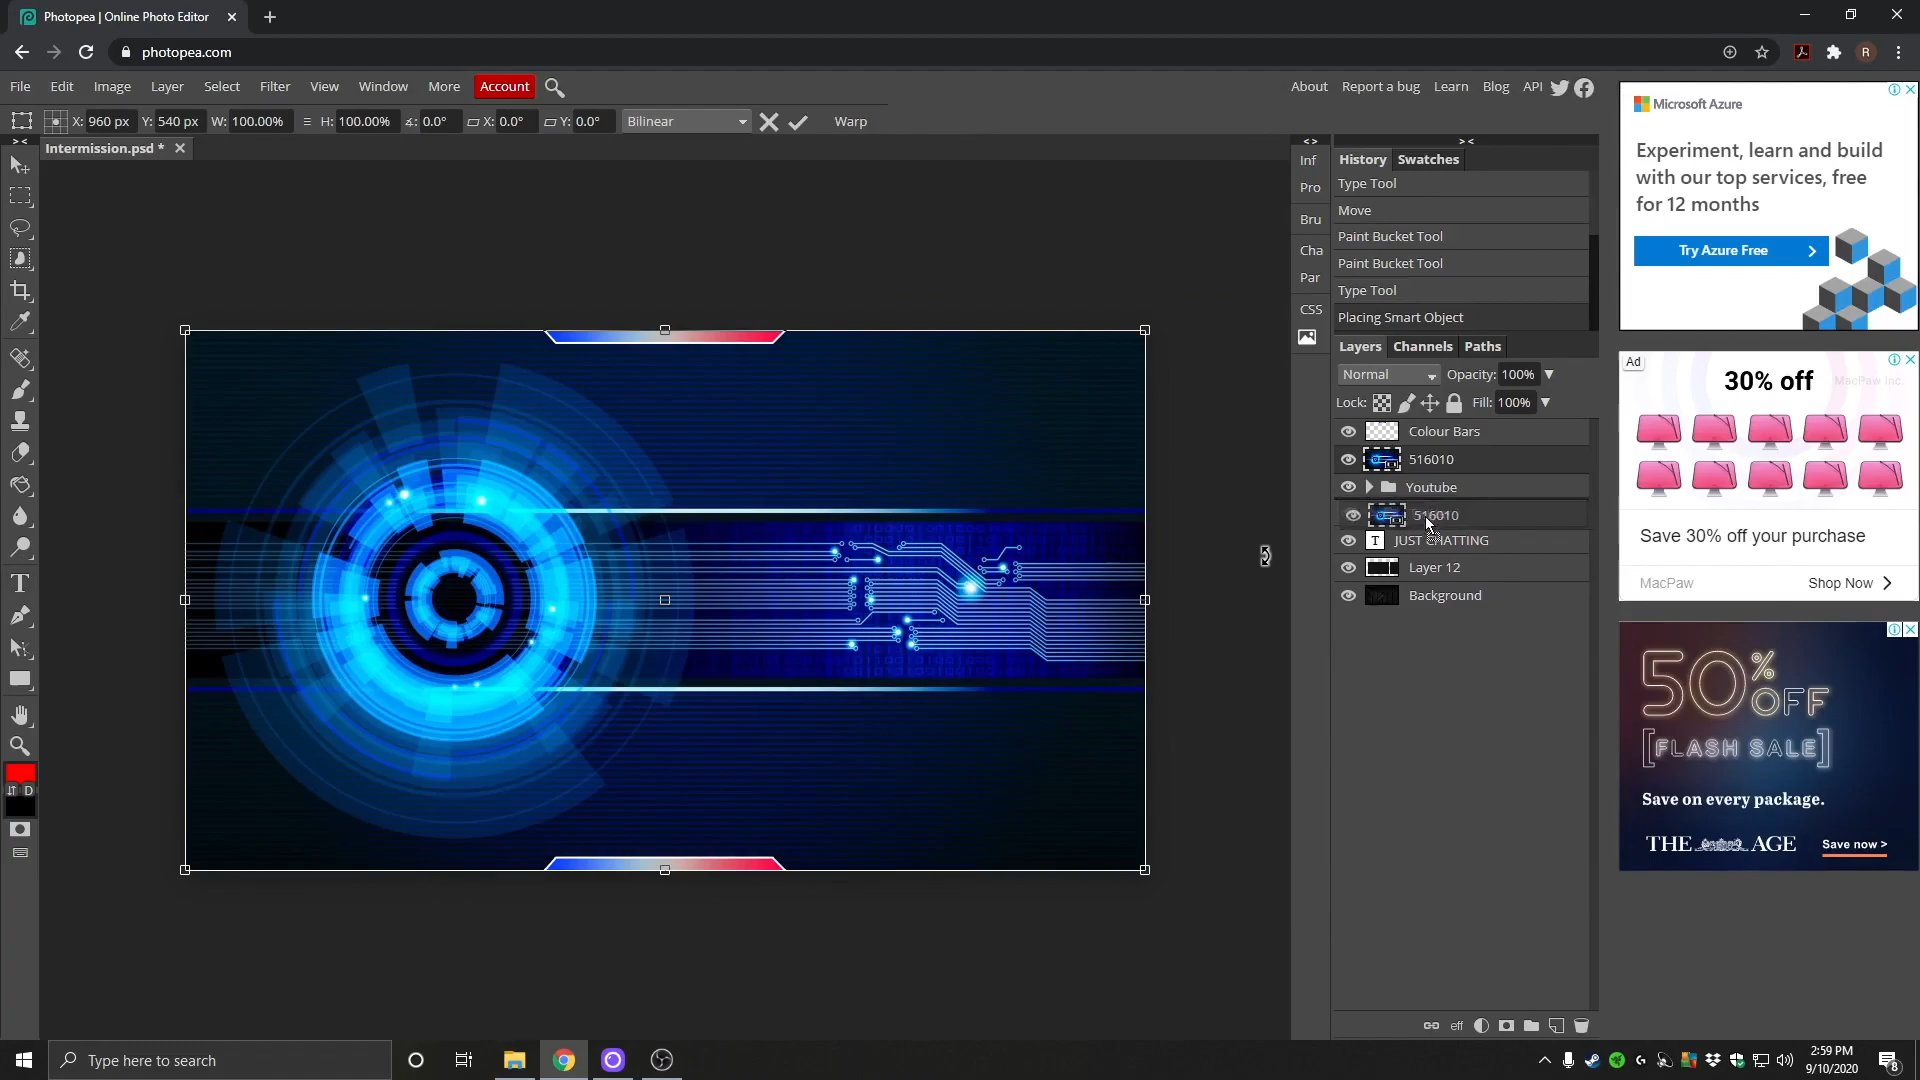 Photopea | Online Photo Editor
photopea.com
R
File Edit Image Layer Select Filter View Window More Account
About Report a bug Learn Blog API
X: 960 px Y: 540 px W: 100.00% H: 100.00% 0.0° X: 0.0° Y: 0.0° Bilinear Warp
Intermission.psd *
Inf
Pro
Bru
Cha
Par
CSS
History Swatches
Type Tool
Move
Paint Bucket Tool
Paint Bucket Tool
Type Tool
Placing Smart Object
Layers Channels Paths
Normal Opacity: 100%
Lock: Fill: 100%
Colour Bars
516010
Youtube
516010
T JUST CHATTING
Layer 12
Background
eff
D
Microsoft Azure
Experiment, learn and build
with our top services, free
for 12 months
Try Azure Free
Ad
30% off
MacPaw Inc.
Save 30% off your purchase
MacPaw Shop Now
50% OFF
[FLASH SALE]
Save on every package.
THE AGE Save now >
Type here to search
2:59 PM
9/10/2020
8